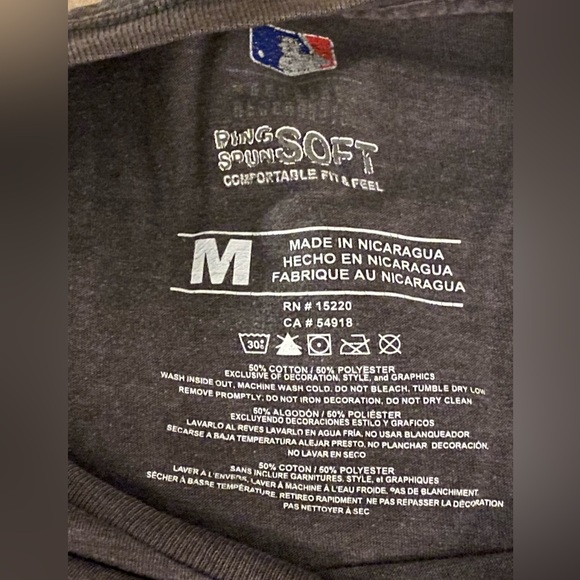 RING
SPUN SOFT
COMFORTABLE FIT & FEEL
M
MADE IN NICARAGUA
HECHO EN NICARAGUA
FABRIQUE AU NICARAGUA
RN # 15220
CA # 54918
30°
50% COTTON / 50% POLYESTER
EXCLUSIVE OF DECORATION, STYLE, and GRAPHICS
WASH INSIDE OUT, MACHINE WASH COLD. DO NOT BLEACH, TUMBLE DRY LOW
REMOVE PROMPTLY; DO NOT IRON DECORATION, DO NOT DRY CLEAN
50% ALGODÓN / 50% POLIÉSTER
EXCLUYENDO DECORACIONES ESTILO Y GRAFICOS
LAVARLO AL REVES LAVARLO EN AGUA FRÍA, NO USAR BLANQUEADOR
SECARSE A BAJA TEMPERATURA ALEJAR PRESTO, NO PLANCHAR DECORACIÓN.
NO LAVAR EN SECO
50% COTON / 50% POLYESTER
SANS INCLURE GARNITURES, STYLE, et GRAPHIQUES
LAVER À L'ENVERS, LAVER À MACHINE À L'EAU FROIDE, PAS DE BLANCHIMENT
SÉCHER À BASSE TEMPÉRATURE, RETIREO RAPIDMENT NE PAS REPASSER LA DÉCORATION
PAS NETTOYER À SEC